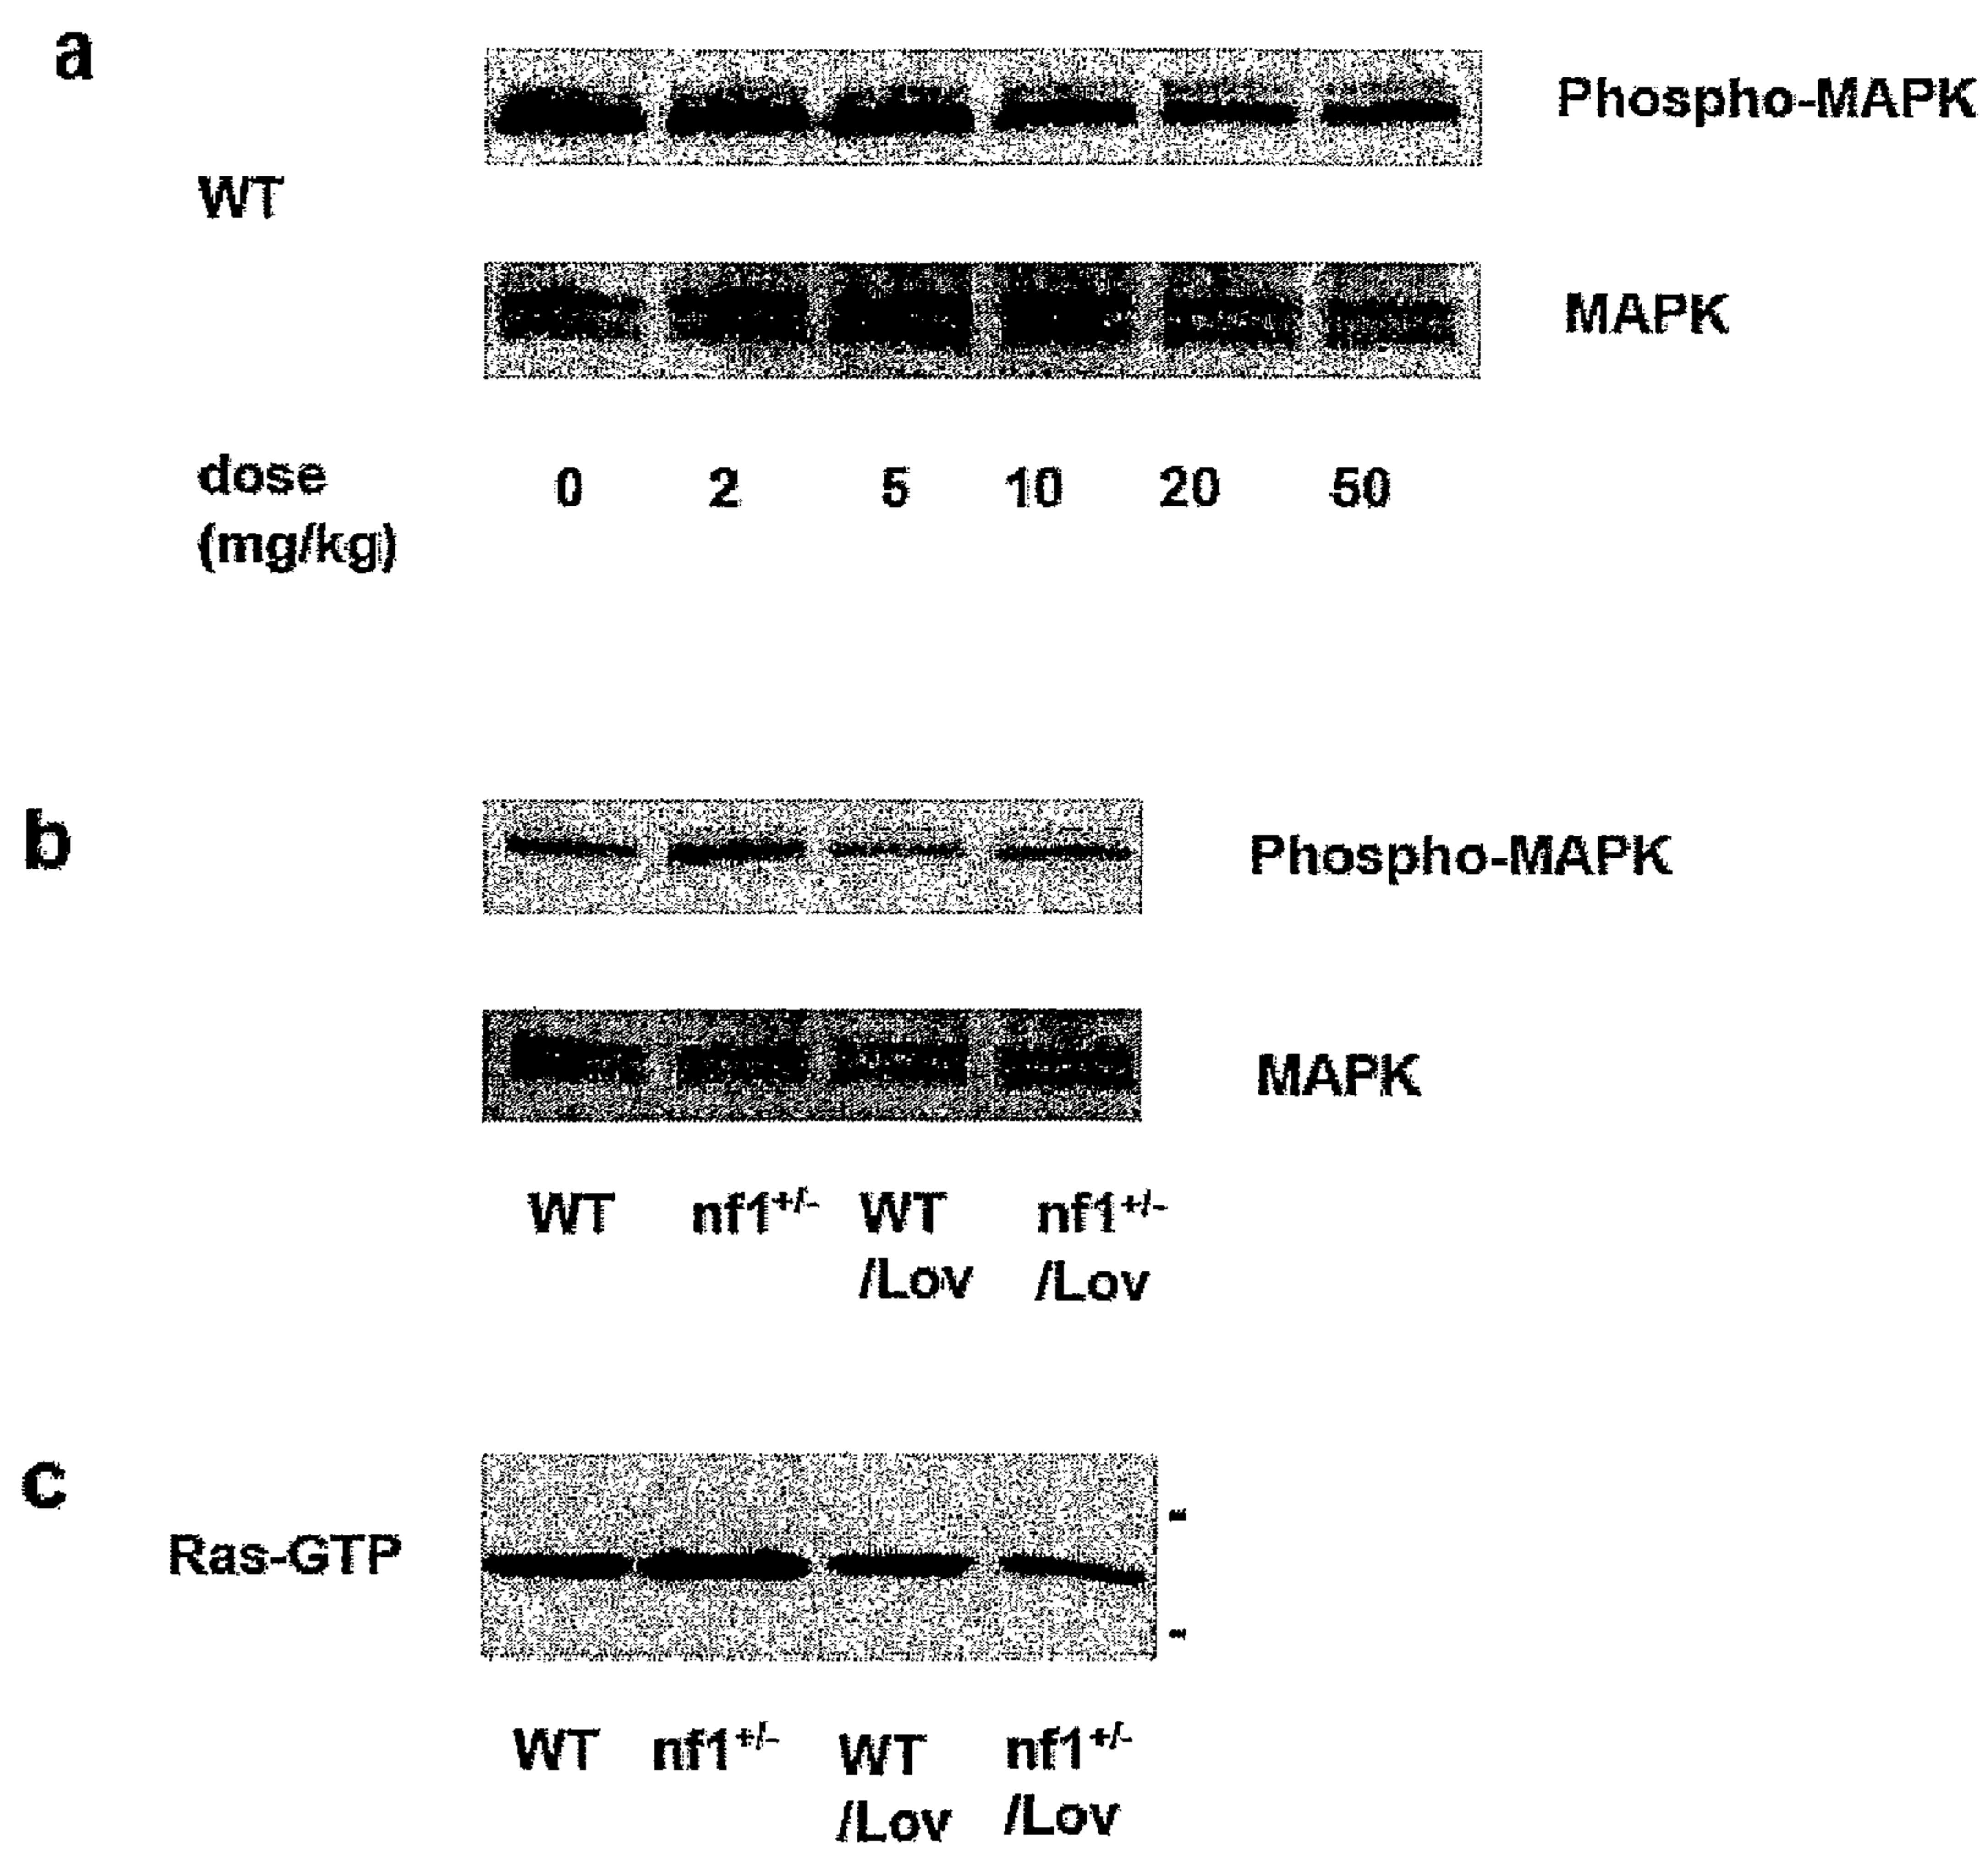 a
Phospho-MAPK
WT
MAPK
dose 0 2 5 10 20 50
(mg/kg)
b
Phospho-MAPK
MAPK
WT nf1+/- WT nf1+/-
/Lov /Lov
c
Ras-GTP
WT nf1+/- WT nf1+/-
/Lov /Lov